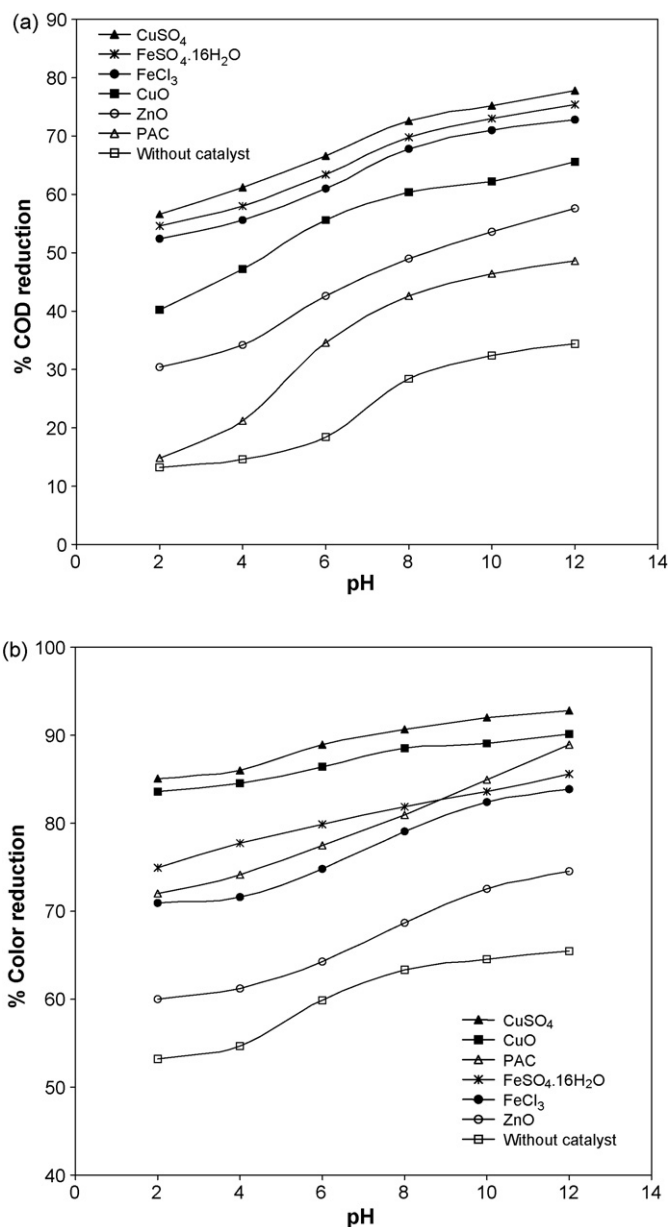 (a)
90
80
70
60
50
40
30
20
10
0
% COD reduction
CuSO₄
FeSO₄.16H₂O
FeCl₃
CuO
ZnO
PAC
Without catalyst
0 2 4 6 8 10 12 14
pH
(b)
100
90
80
70
60
50
40
% Color reduction
CuSO₄
CuO
PAC
FeSO₄.16H₂O
FeCl₃
ZnO
Without catalyst
0 2 4 6 8 10 12 14
pH